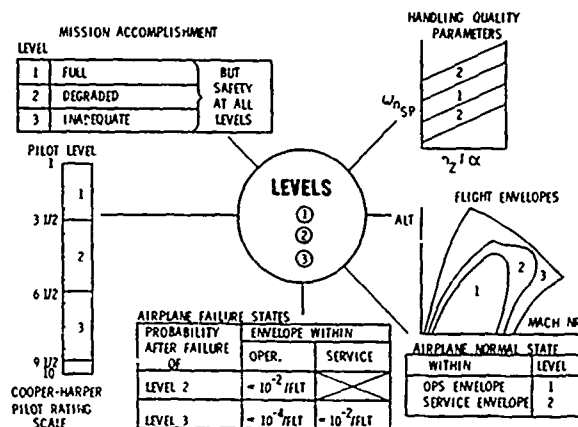 MISSION ACCOMPLISHMENT
LEVEL
1 FULL
2 DEGRADED
3 INADEQUATE
BUT
SAFETY
AT ALL
LEVELS
HANDLING QUALITY
PARAMETERS
2
1
2
ωnSP
nz/α
PILOT LEVEL
1
3 1/2
6 1/2
9 1/2
10
1
2
3
COOPER-HARPER
PILOT RATING
SCALE
LEVELS
1
2
3
FLIGHT ENVELOPES
ALT
1
2
3
MACH NR
AIRPLANE FAILURE STATES
PROBABILITY
AFTER FAILURE
OF
ENVELOPE WITHIN
OPER. SERVICE
LEVEL 2 < 10-2/FLT
LEVEL 3 < 10-4/FLT < 10-2/FLT
AIRPLANE NORMAL STATE
WITHIN LEVEL
OPS ENVELOPE 1
SERVICE ENVELOPE 2